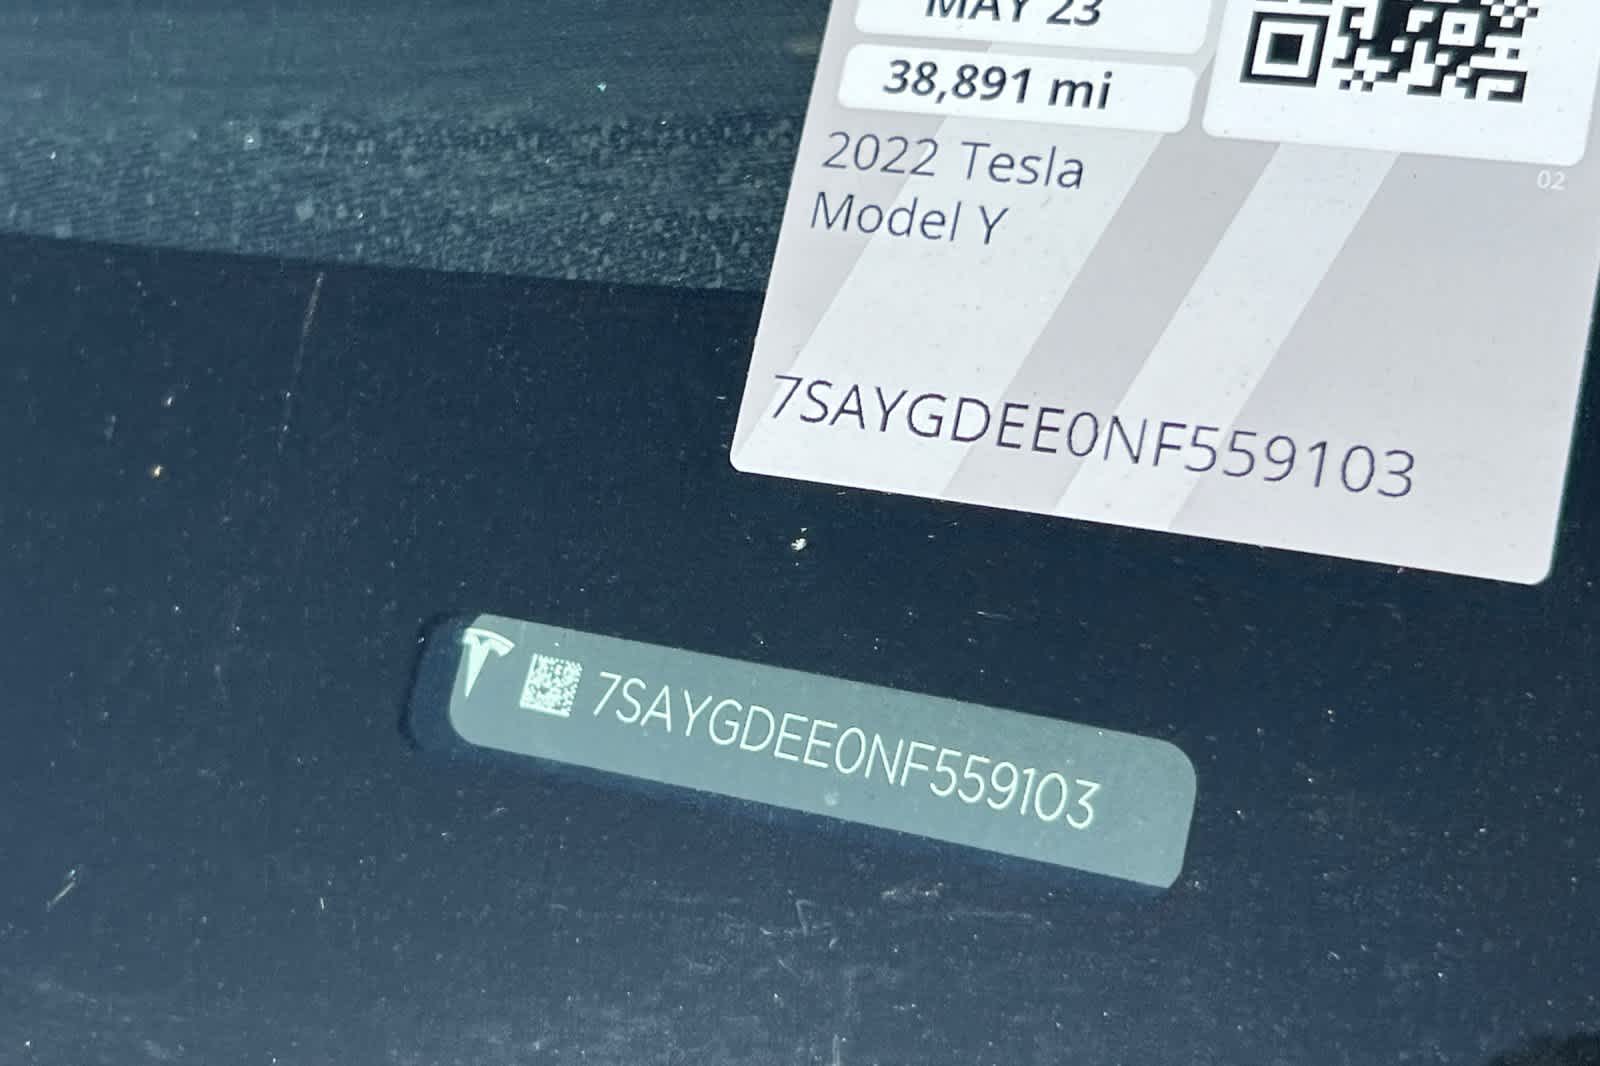 MAY 23
38,891 mi
02
2022 Tesla
Model Y
7SAYGDEE0NF559103
7SAYGDEE0NF559103